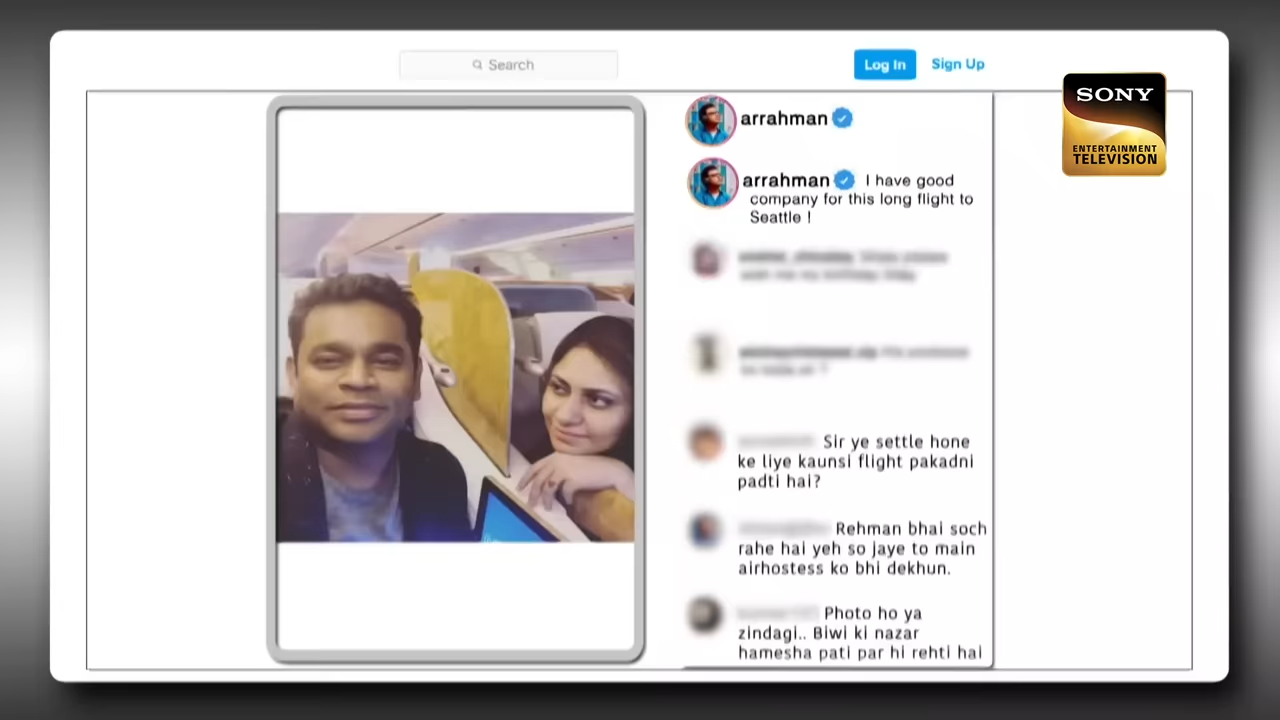 Search
Log In
Sign Up
SONY
ENTERTAINMENT
TELEVISION
arrahman
arrahman I have good
company for this long flight to
Seattle !
Sir ye settle hone
ke liye kaunsi flight pakadni
padti hai?
Rehman bhai soch
rahe hai yeh so jaye to main
airhostess ko bhi dekhun.
Photo ho ya
zindagi.. Biwi ki nazar
hamesha pati par hi rehti hai